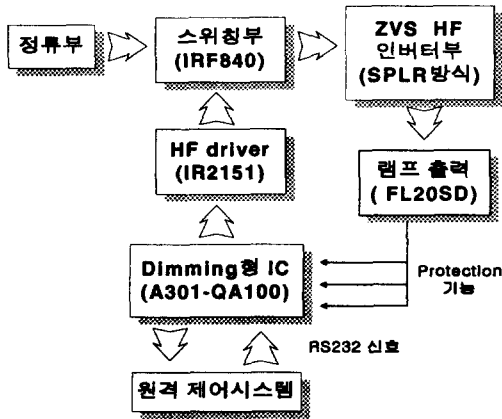 정류부
스위칭부
(IRF840)
ZVS HF
인버터부
(SPLR방식)
HF driver
(IR2151)
램프 출력
( FL20SD)
Dimming형 IC
(A301-QA100)
Protection
기능
RS232 신호
원격 제어시스템